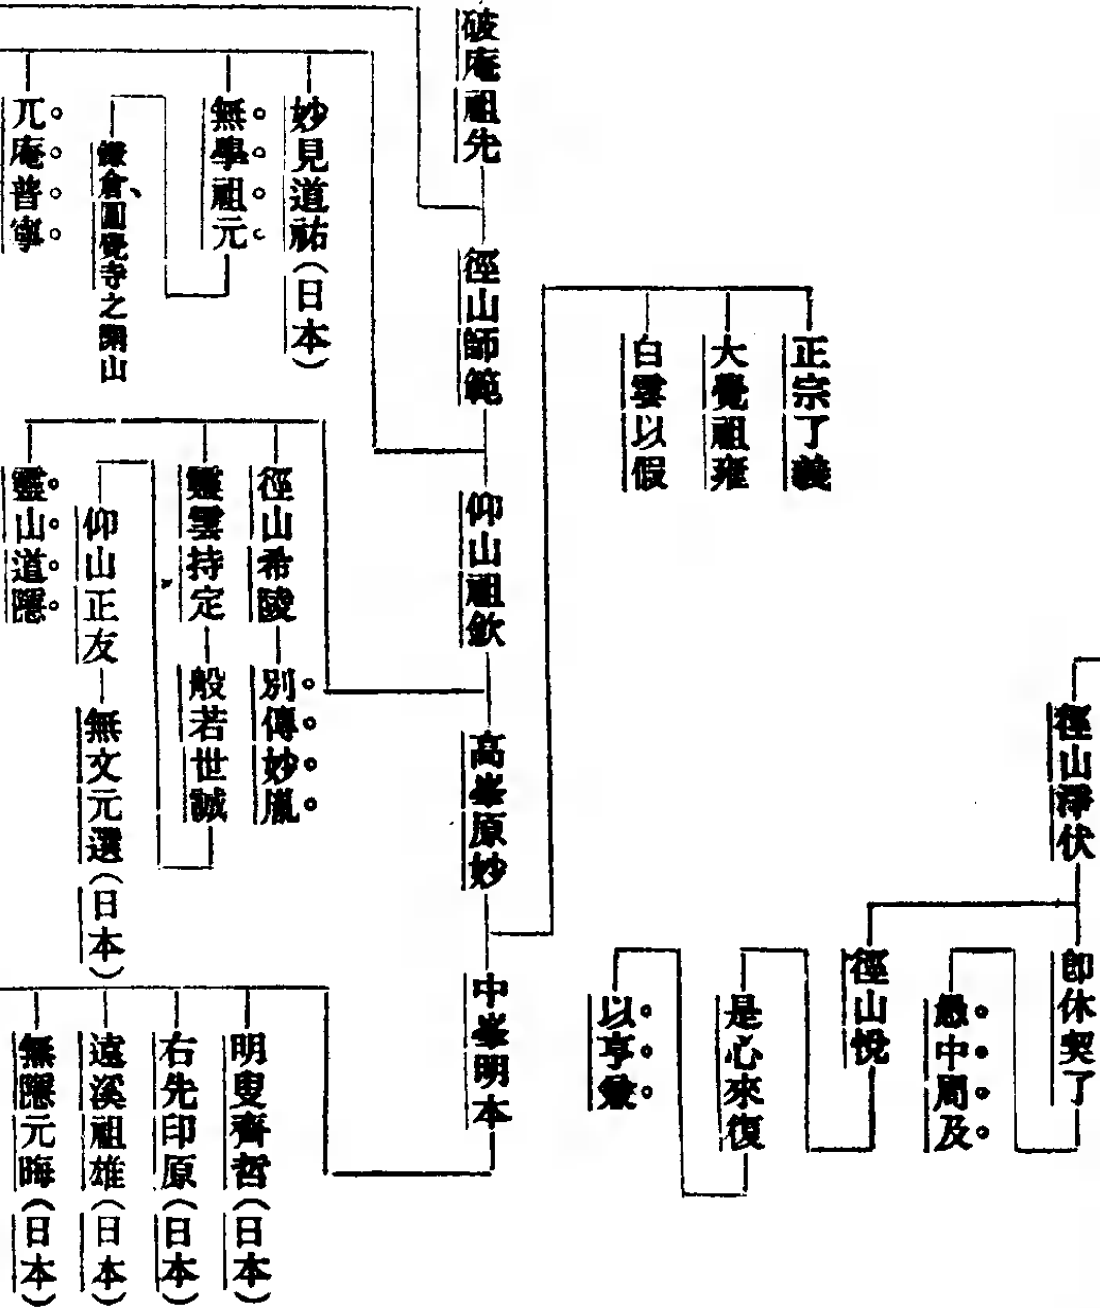 徑山淨伏
卽休契了
愚中周及
徑山悅
是心來復
以亨
正宗了義
大覺祖雍
白雲以假
破庵祖先
徑山師範
仰山祖欽
高峯原妙
中峯明本
妙見道祐(日本)
無學祖元
鎌倉、圓覺寺之開山
兀庵普寧
徑山希陵
別傳妙胤
靈雲持定
般若世誠
仰山正友
無文元選(日本)
靈山道隱
明叟齊哲(日本)
右先印原(日本)
遠溪祖雄(日本)
無隱元晦(日本)